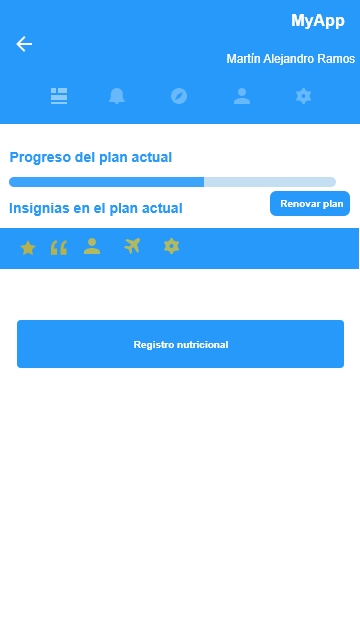 MyApp
Martín Alejandro Ramos
Progreso del plan actual
Insignias en el plan actual
Renovar plan
Registro nutricional